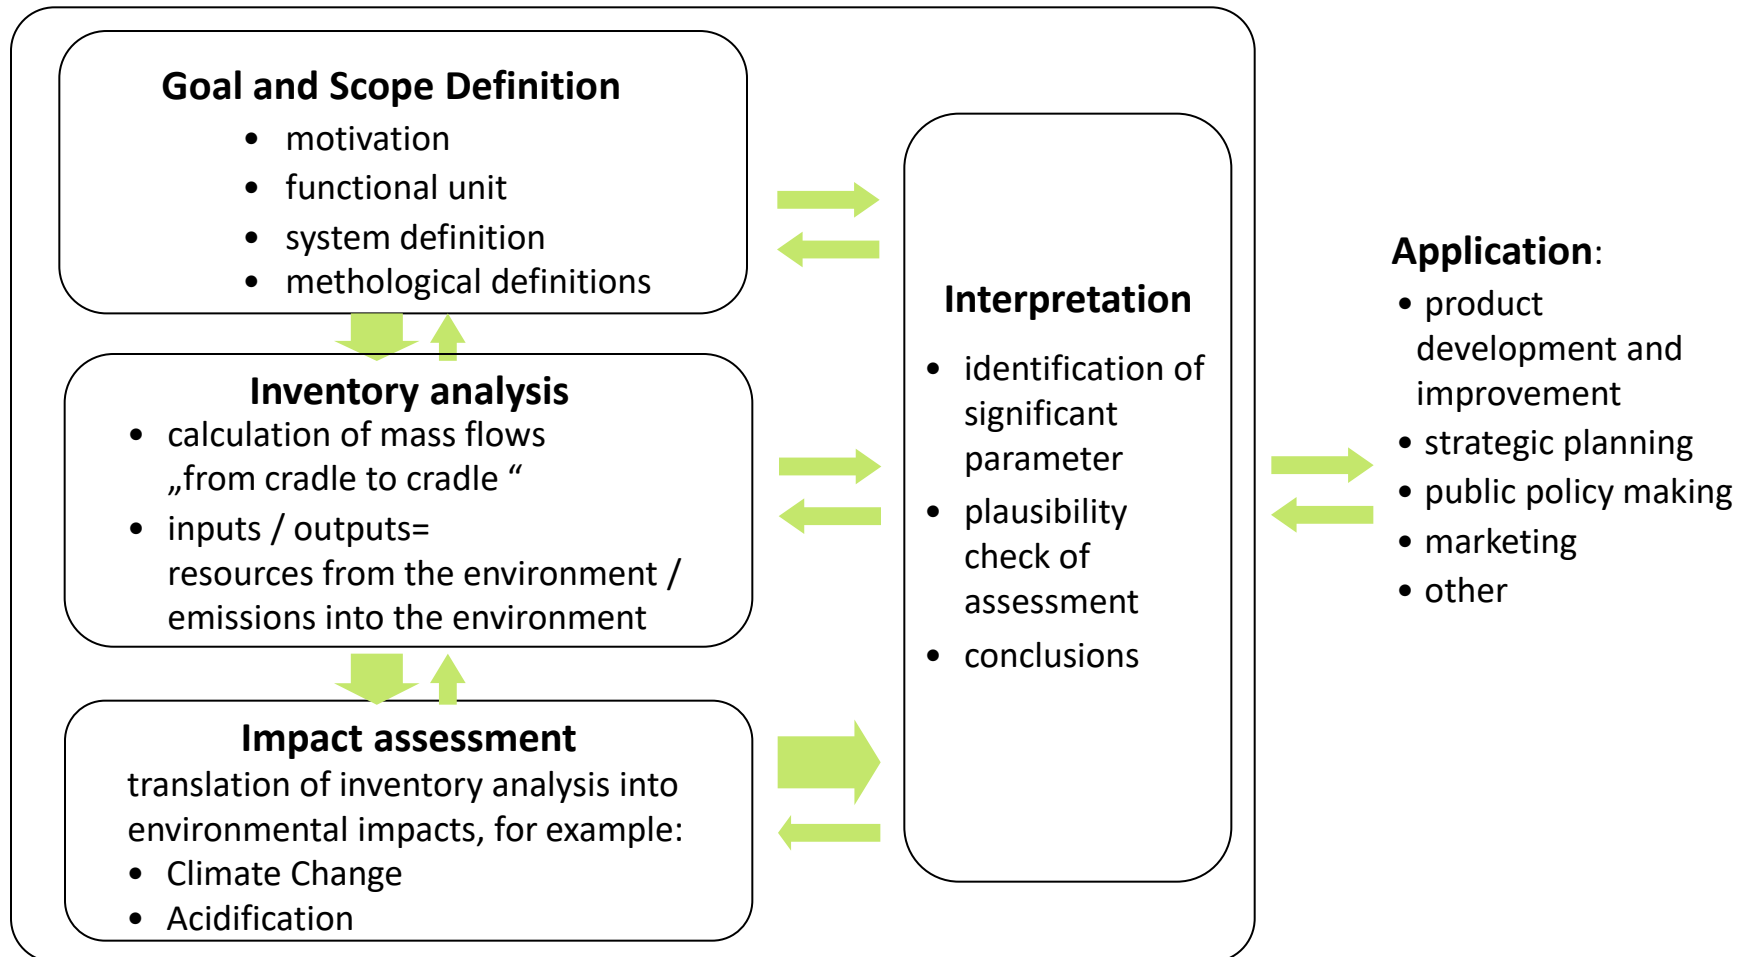 Goal and Scope Definition
• motivation
• functional unit
• system definition
• methological definitions
Inventory analysis
• calculation of mass flows
„from cradle to cradle “
• inputs / outputs=
resources from the environment /
emissions into the environment
Impact assessment
translation of inventory analysis into
environmental impacts, for example:
• Climate Change
• Acidification
Interpretation
• identification of
significant
parameter
• plausibility
check of
assessment
• conclusions
Application:
• product
development and
improvement
• strategic planning
• public policy making
• marketing
• other